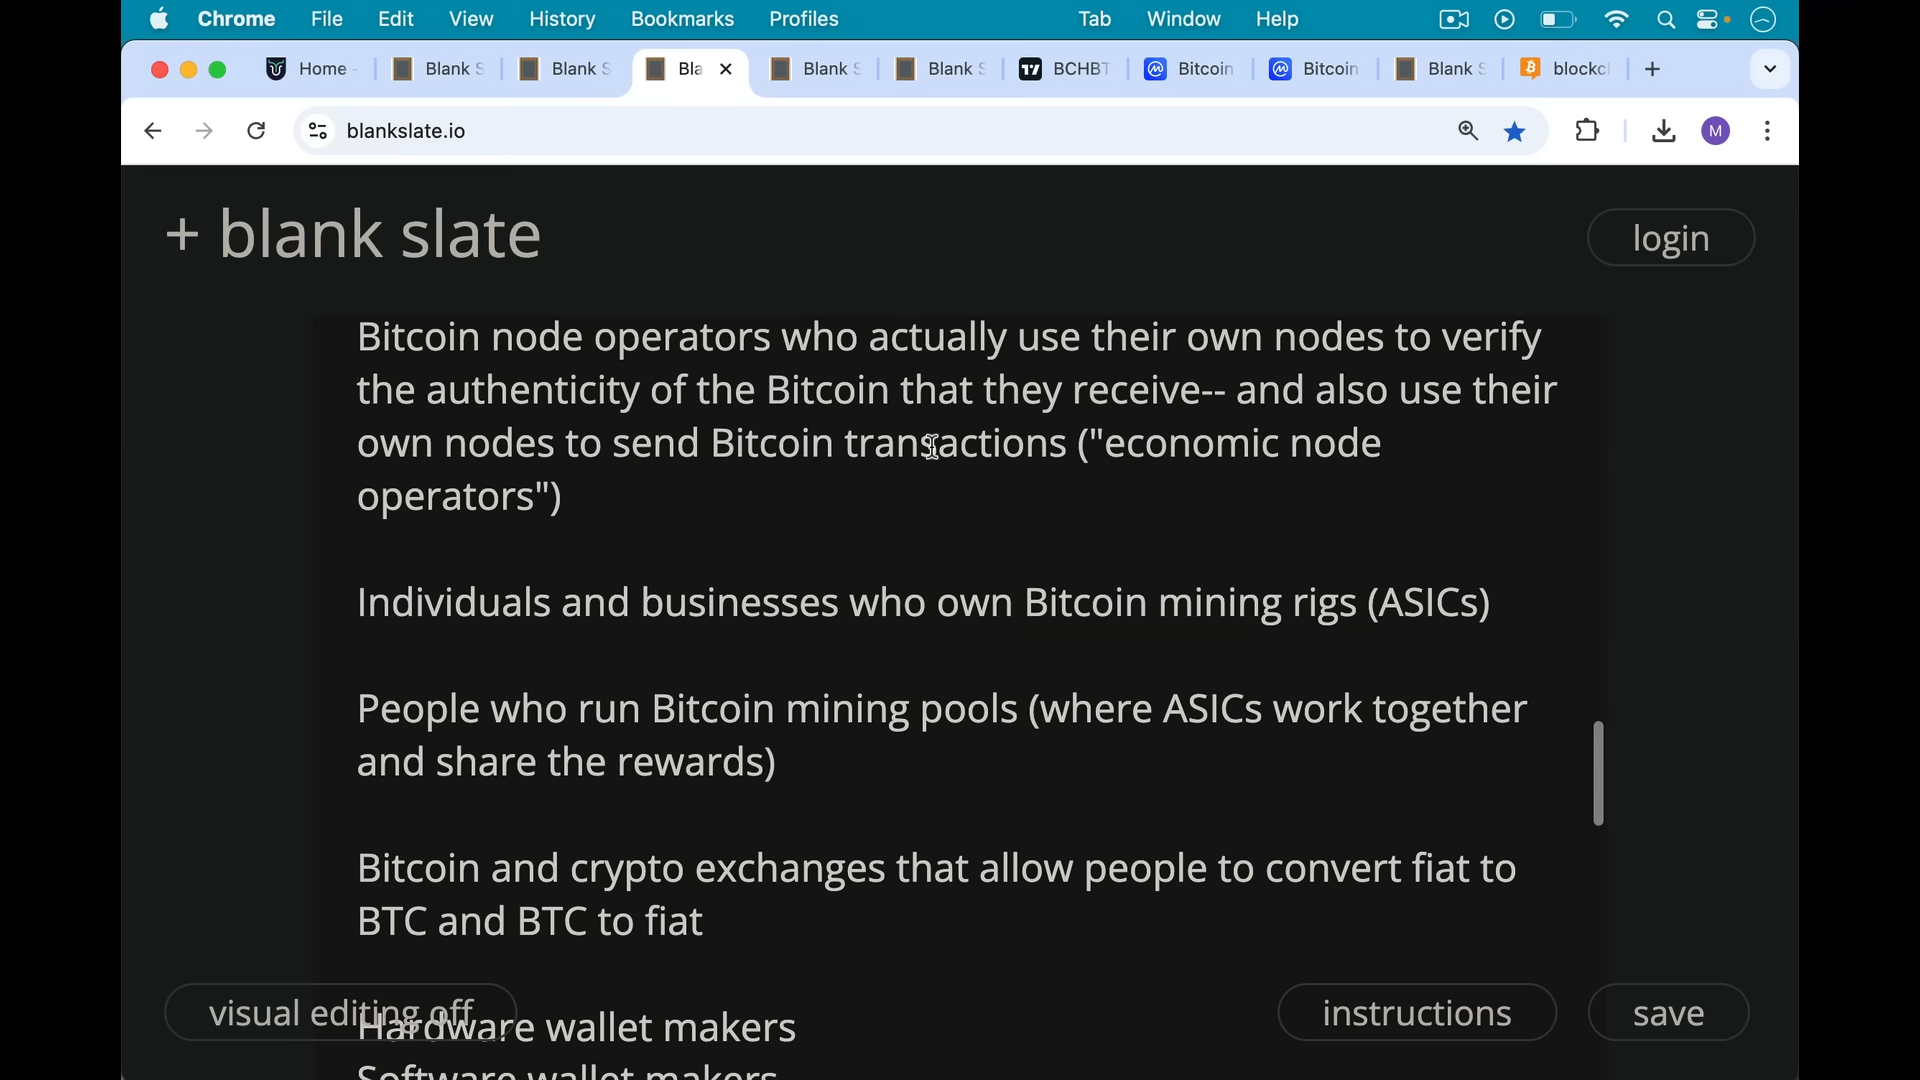 Chrome File Edit View History Bookmarks Profiles Tab Window Help
Home - Blank S Blank S Bla Blank S Blank S BCHBT Bitcoin Bitcoin Blank S blockc
blankslate.io M
+ blank slate
login
Bitcoin node operators who actually use their own nodes to verify
the authenticity of the Bitcoin that they receive-- and also use their
own nodes to send Bitcoin transactions ("economic node
operators")
Individuals and businesses who own Bitcoin mining rigs (ASICs)
People who run Bitcoin mining pools (where ASICs work together
and share the rewards)
Bitcoin and crypto exchanges that allow people to convert fiat to
BTC and BTC to fiat
visual editing off
Hardware wallet makers
instructions
save
Software wallet makers